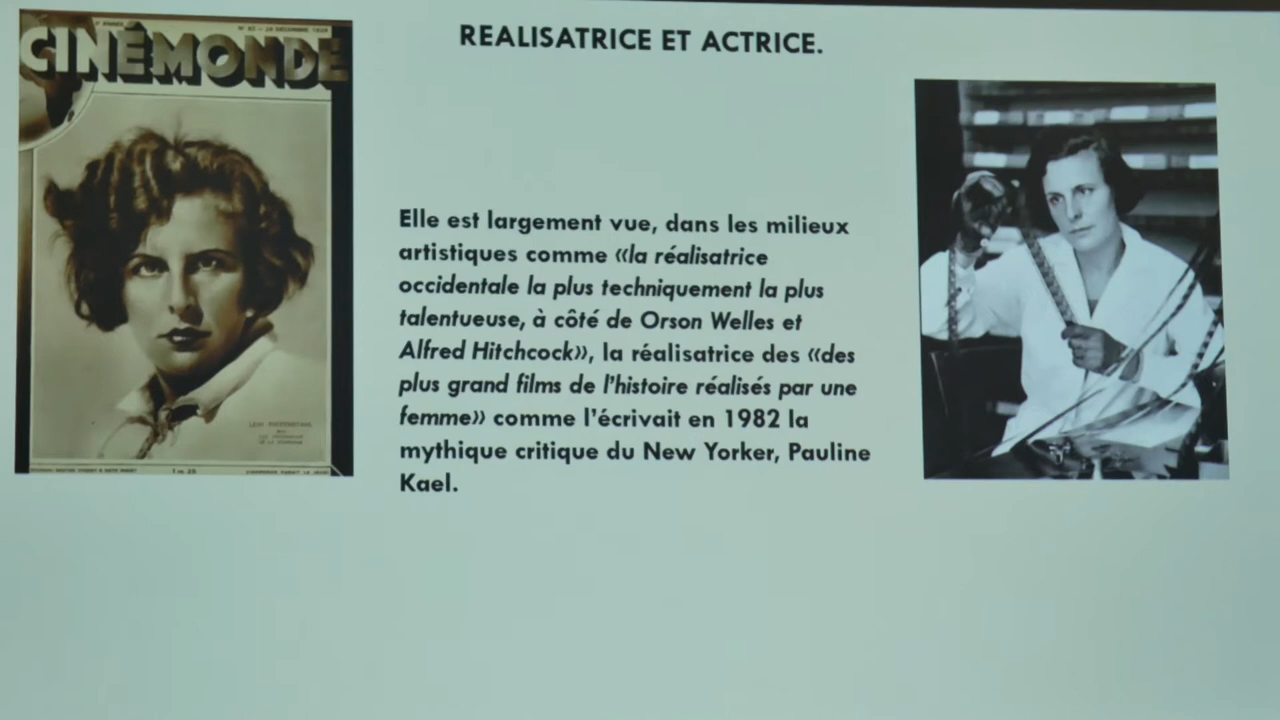 CINÉMONDE
REALISATRICE ET ACTRICE.
Elle est largement vue, dans les milieux
artistiques comme «la réalisatrice
occidentale la plus techniquement la plus
talentueuse, à côté de Orson Welles et
Alfred Hitchcock», la réalisatrice des «des
plus grand films de l'histoire réalisés par une
femme» comme l'écrivait en 1982 la
mythique critique du New Yorker, Pauline
Kael.